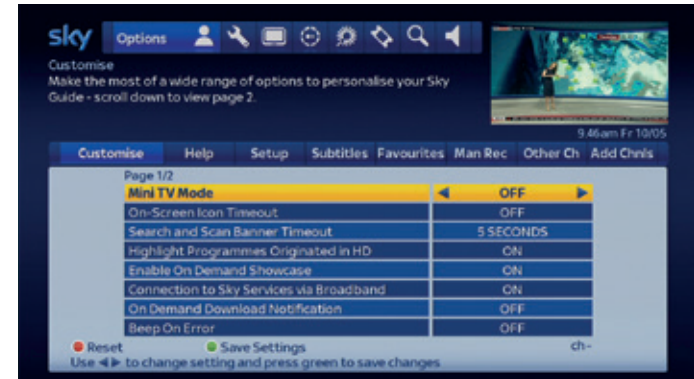 sky Options
Customise
Make the most of a wide range of options to personalise your Sky
Guide - scroll down to view page 2.
9.46am Fr 10/05
Customise Help Setup Subtitles Favourites Man Rec Other Ch Add Chnls
Page 1/2
Mini TV Mode OFF
On-Screen Icon Timeout OFF
Search and Scan Banner Timeout 5 SECONDS
Highlight Programmes Originated in HD ON
Enable On Demand Showcase ON
Connection to Sky Services via Broadband ON
On Demand Download Notification OFF
Beep On Error OFF
Reset Save Settings ch-
Use ◀ ▶ to change setting and press green to save changes